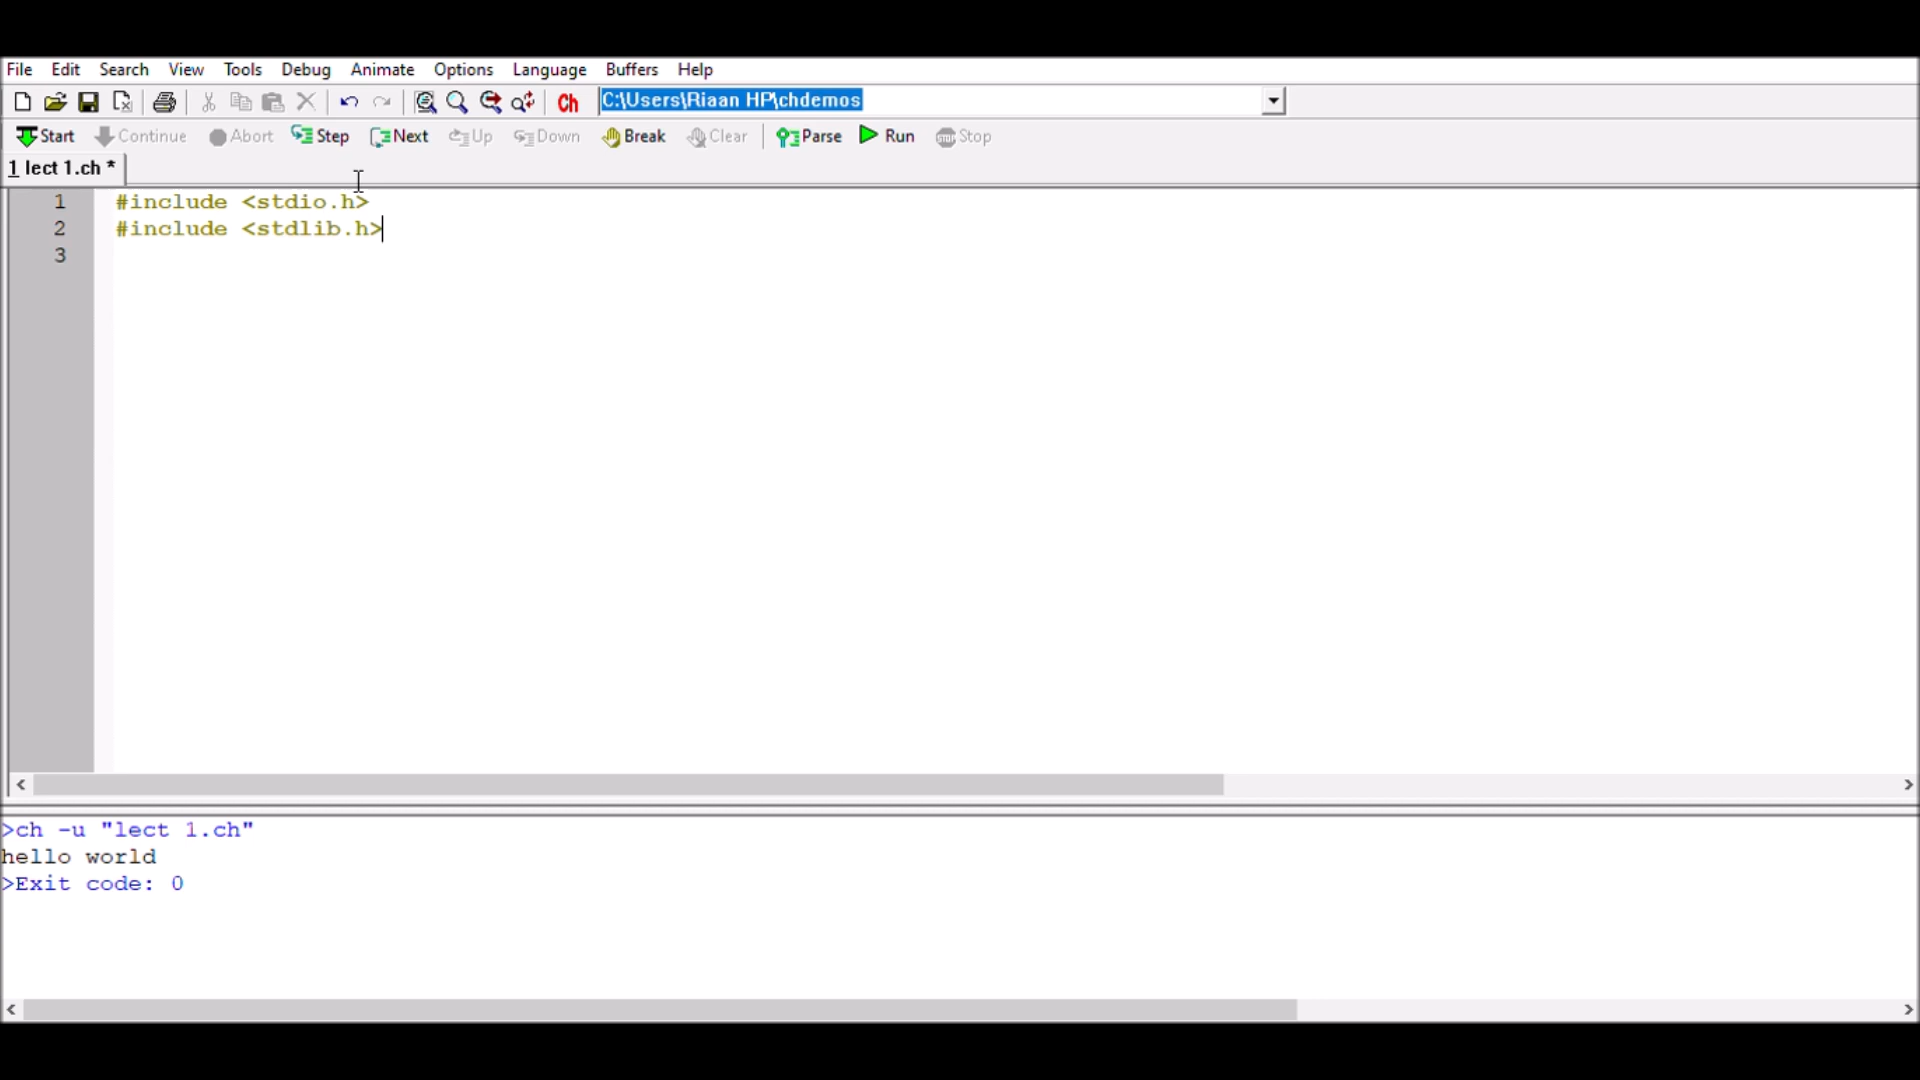 File Edit Search View Tools Debug Animate Options Language Buffers Help
Ch C:\Users\Riaan HP\chdemos
Start Continue Abort Step Next Up Down Break Clear Parse Run Stop
1 lect 1.ch *
1 #include <stdio.h>
2 #include <stdlib.h>
3
>ch -u "lect 1.ch"
hello world
>Exit code: 0